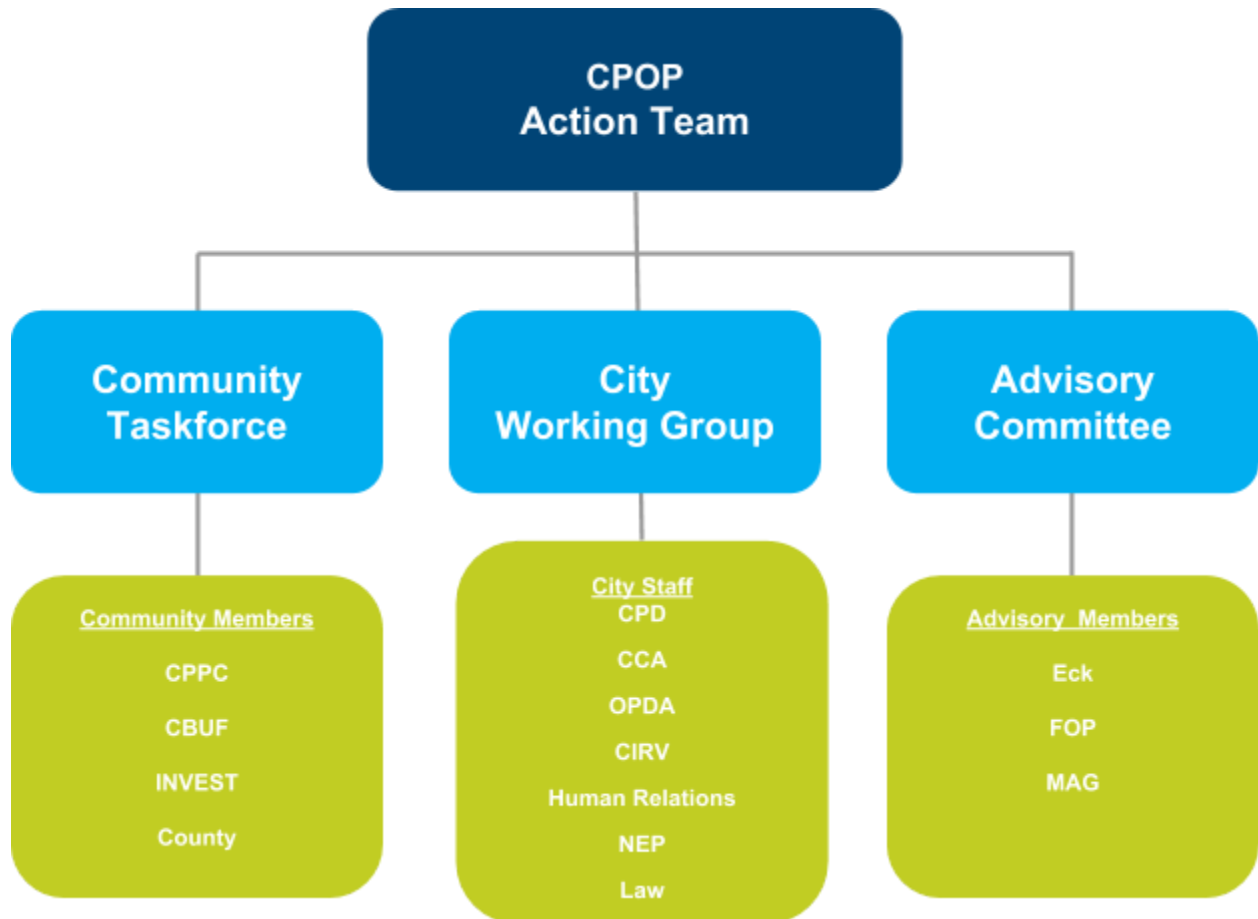 CPOP
Action Team
Community
Taskforce
City
Working Group
Advisory
Committee
Community Members
CPPC
CBUF
INVEST
County
City Staff
CPD
CCA
OPDA
CIRV
Human Relations
NEP
Law
Advisory  Members
Eck
FOP
MAG